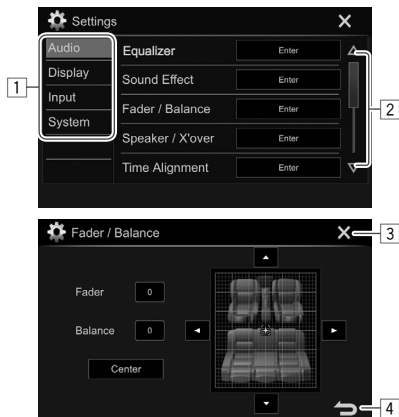 Settings
Audio
Display
Input
System
Equalizer Enter
Sound Effect Enter
Fader / Balance Enter
Speaker / X'over Enter
Time Alignment Enter
1
2
Fader / Balance
3
Fader 0
Balance 0
Center
4